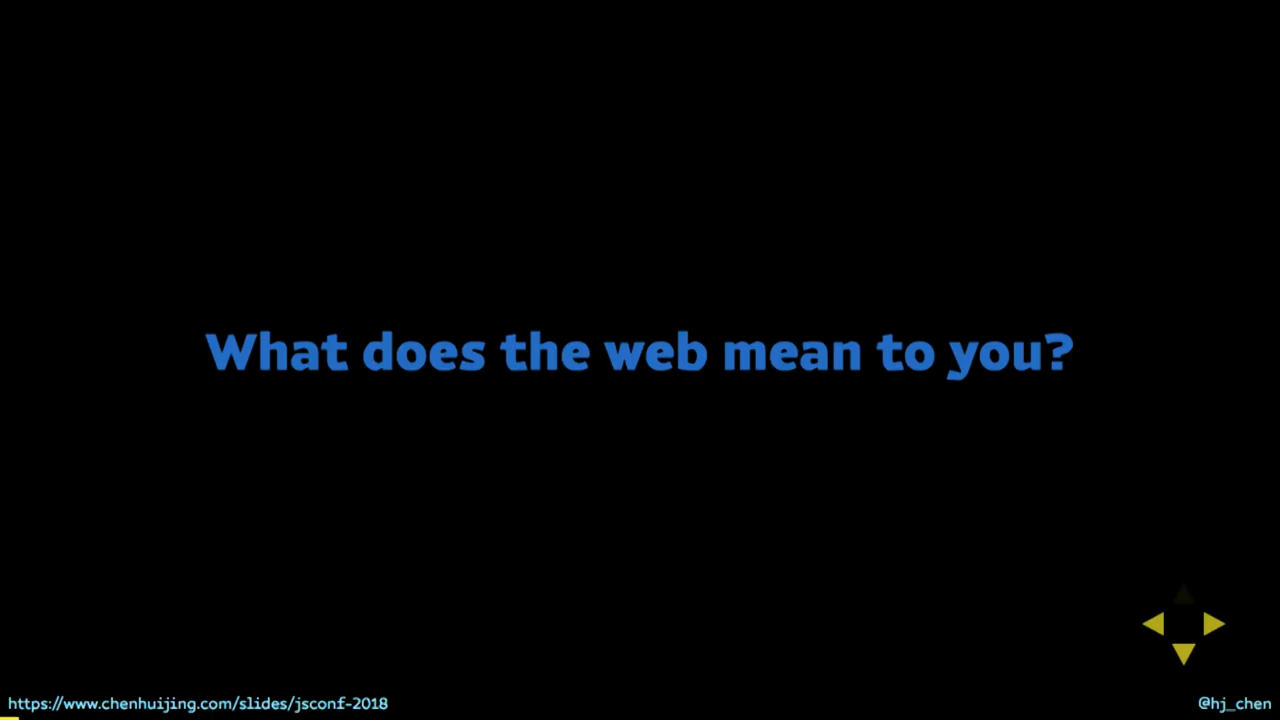 What does the web mean to you?
https://www.chenhuijing.com/slides/jsconf-2018
@hj_chen